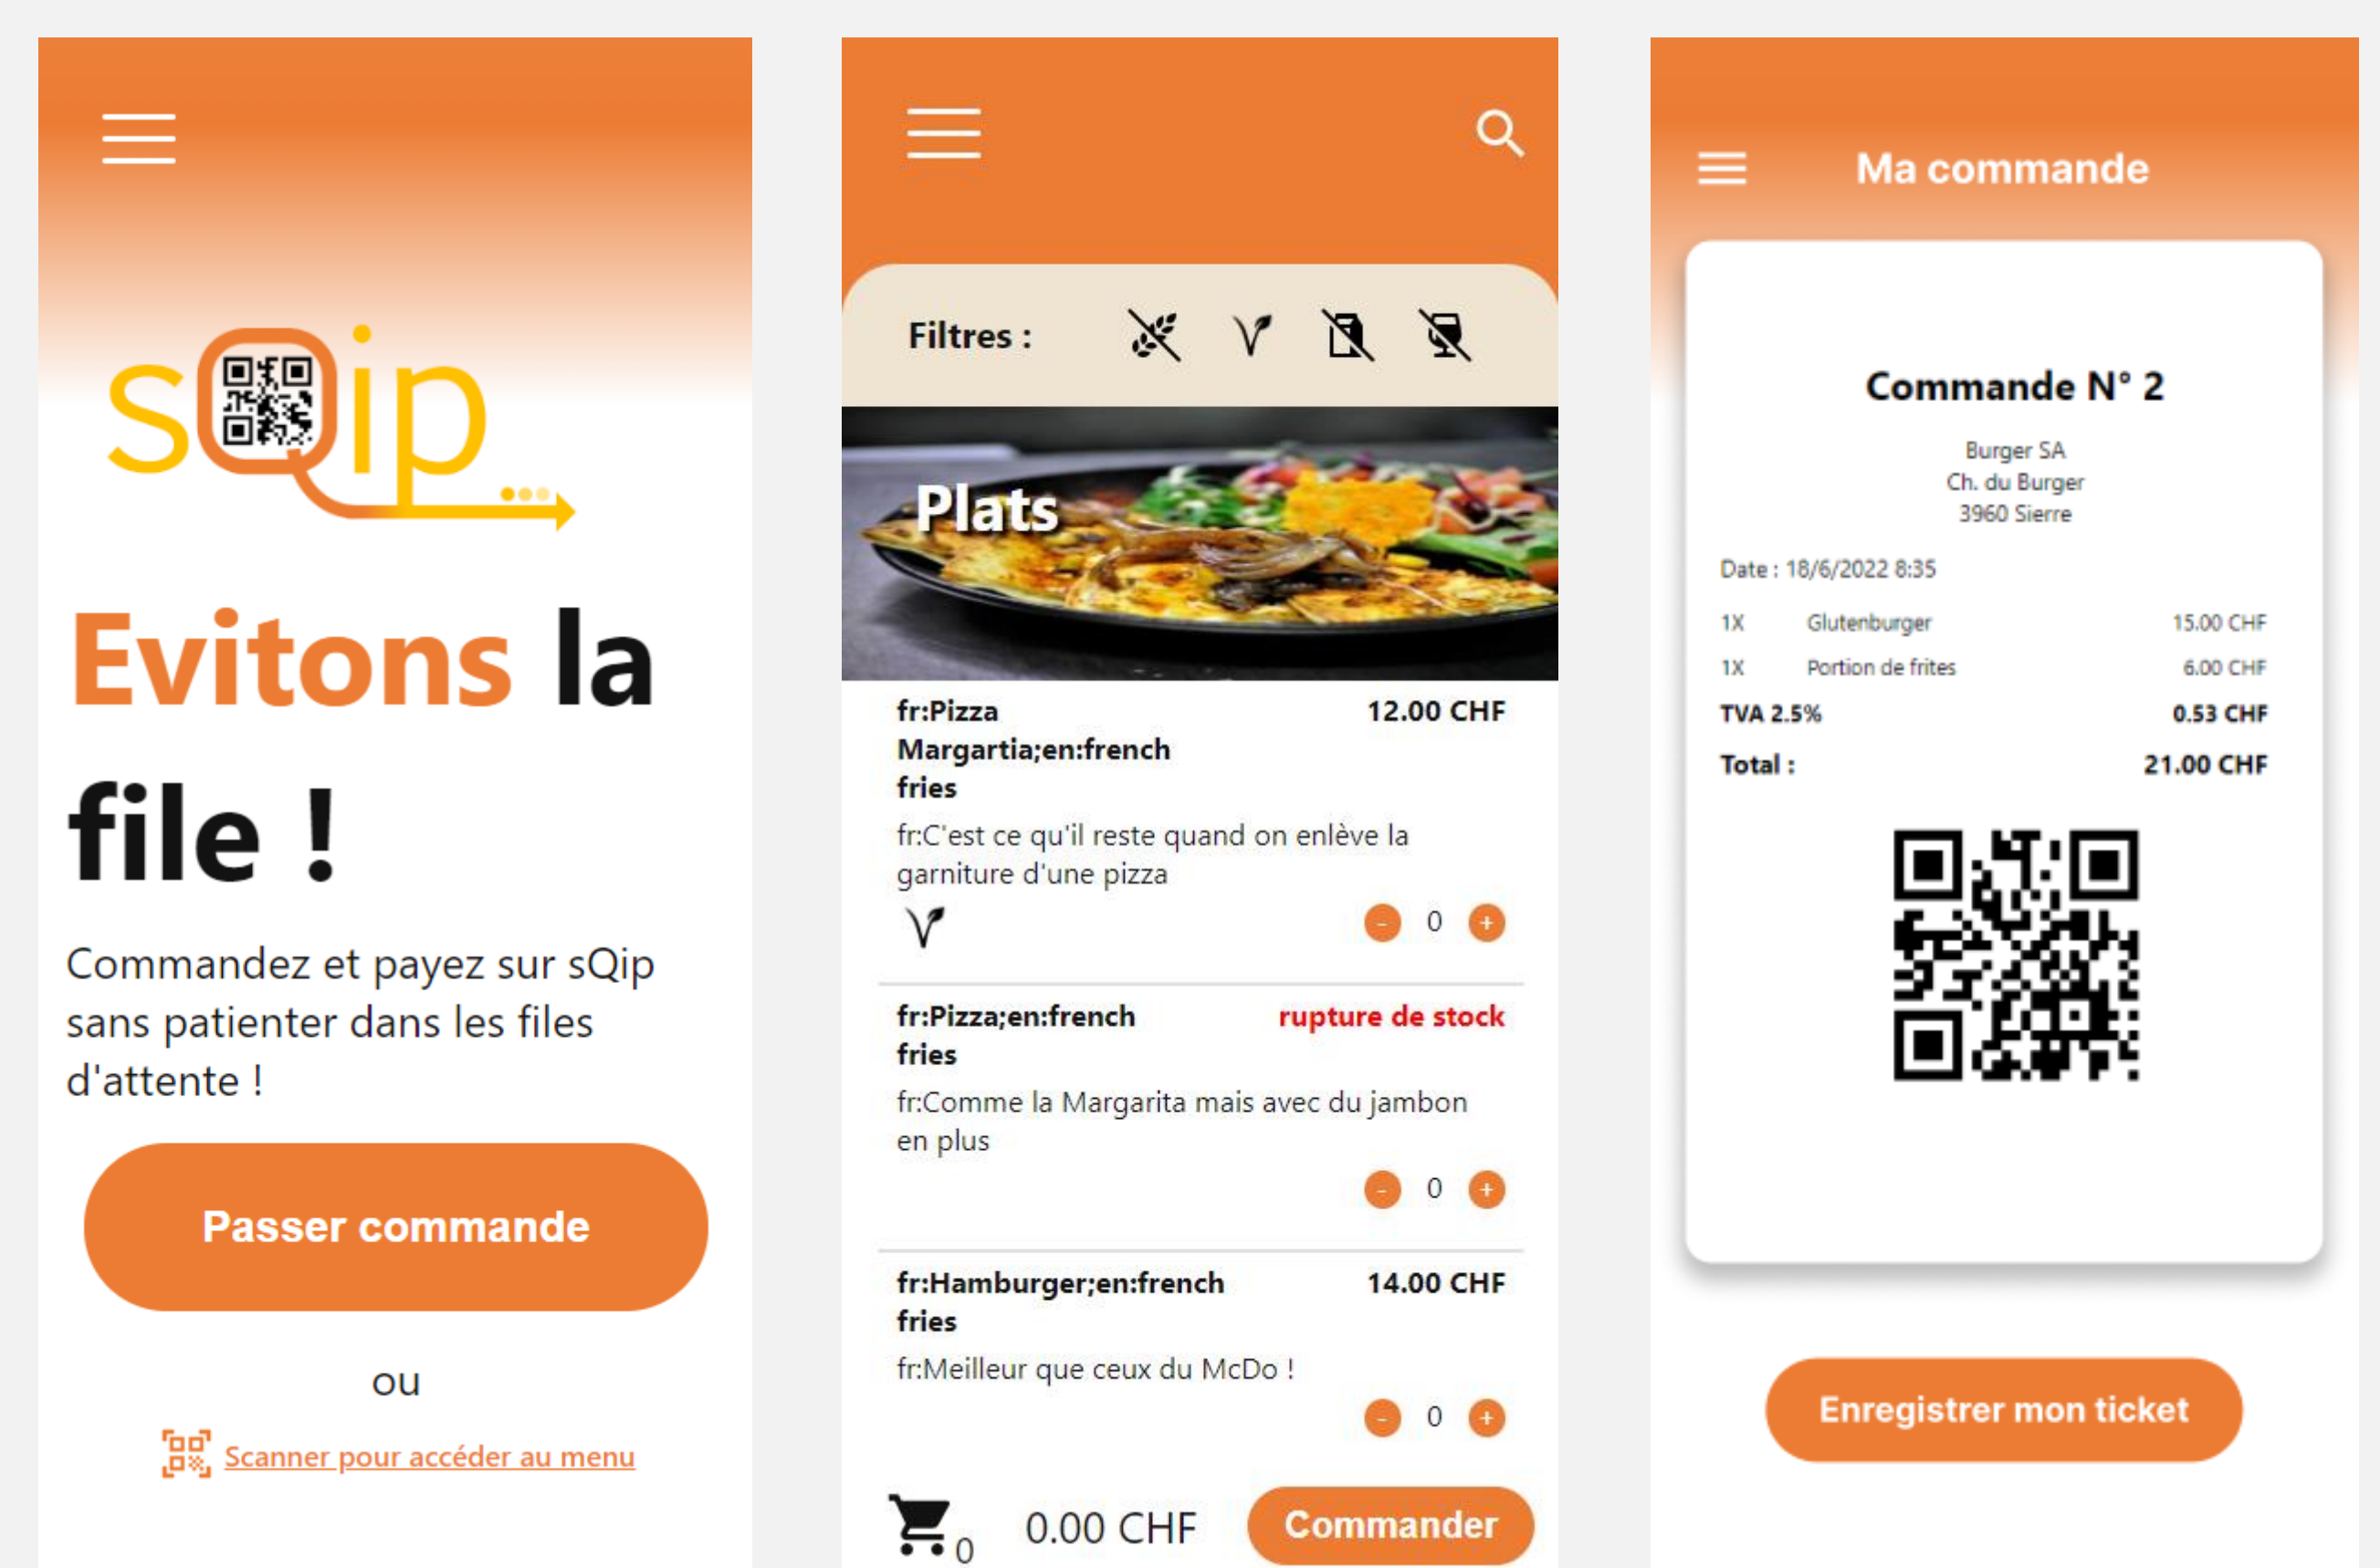 sQip
Evitons la
file !
Commandez et payez sur sQip
sans patienter dans les files
d'attente !
Passer commande
ou
Scanner pour accéder au menu
Filtres :
Plats
fr:Pizza 12.00 CHF
Margartia;en:french
fries
fr:C'est ce qu'il reste quand on enlève la
garniture d'une pizza
- 0 +
fr:Pizza;en:french rupture de stock
fries
fr:Comme la Margarita mais avec du jambon
en plus
- 0 +
fr:Hamburger;en:french 14.00 CHF
fries
fr:Meilleur que ceux du McDo !
- 0 +
0 0.00 CHF Commander
Ma commande
Commande N° 2
Burger SA
Ch. du Burger
3960 Sierre
Date : 18/6/2022 8:35
1X Glutenburger 15.00 CHF
1X Portion de frites 6.00 CHF
TVA 2.5% 0.53 CHF
Total : 21.00 CHF
Enregistrer mon ticket